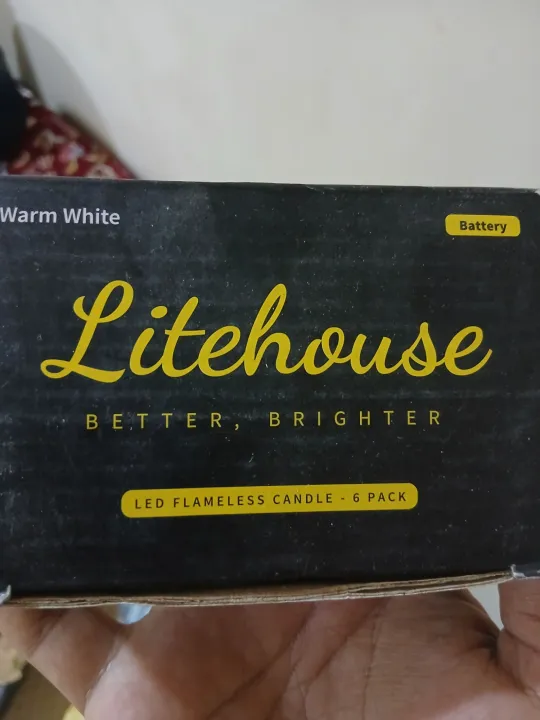 Warm White
Battery
Litehouse
BETTER, BRIGHTER
LED FLAMELESS CANDLE - 6 PACK